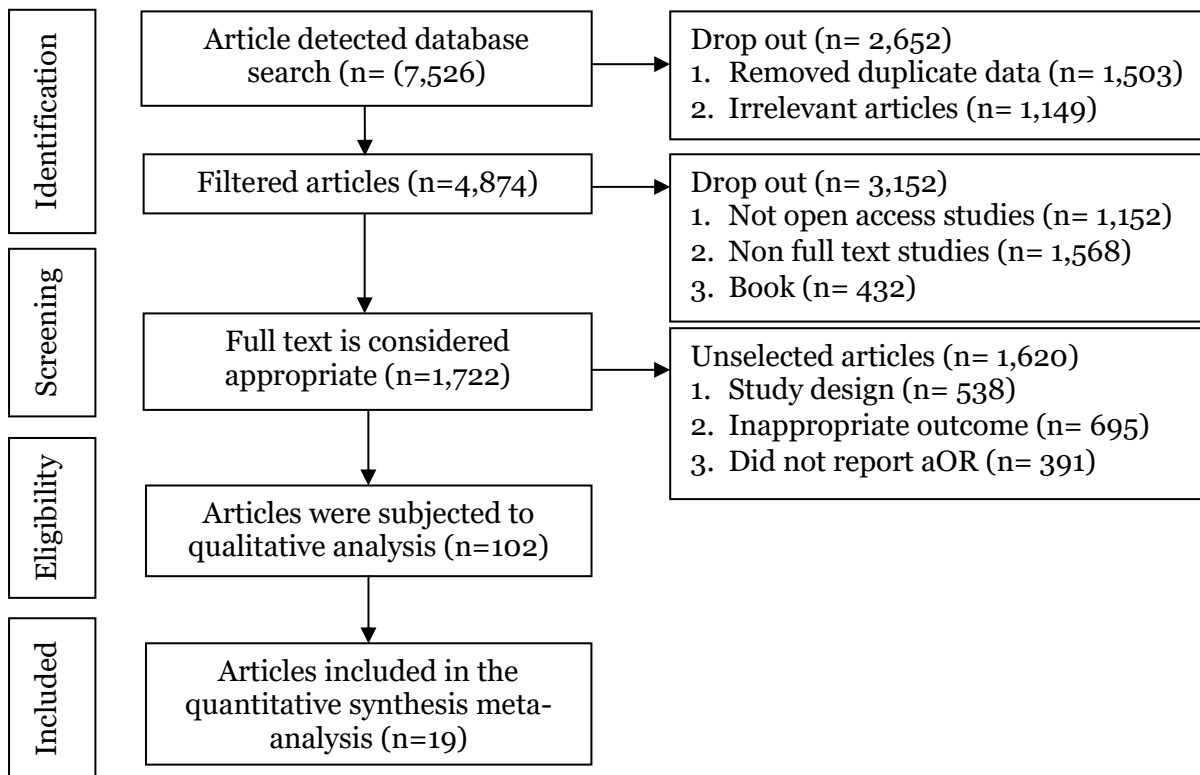 Identification
Article detected database
search (n= (7,526)
Drop out (n= 2,652)
1. Removed duplicate data (n= 1,503)
2. Irrelevant articles (n= 1,149)
Filtered articles (n=4,874)
Drop out (n= 3,152)
1. Not open access studies (n= 1,152)
2. Non full text studies (n= 1,568)
3. Book (n= 432)
Screening
Full text is considered
appropriate (n=1,722)
Unselected articles (n= 1,620)
1. Study design (n= 538)
2. Inappropriate outcome (n= 695)
3. Did not report aOR (n= 391)
Eligibility
Articles were subjected to
qualitative analysis (n=102)
Included
Articles included in the
quantitative synthesis meta-
analysis (n=19)